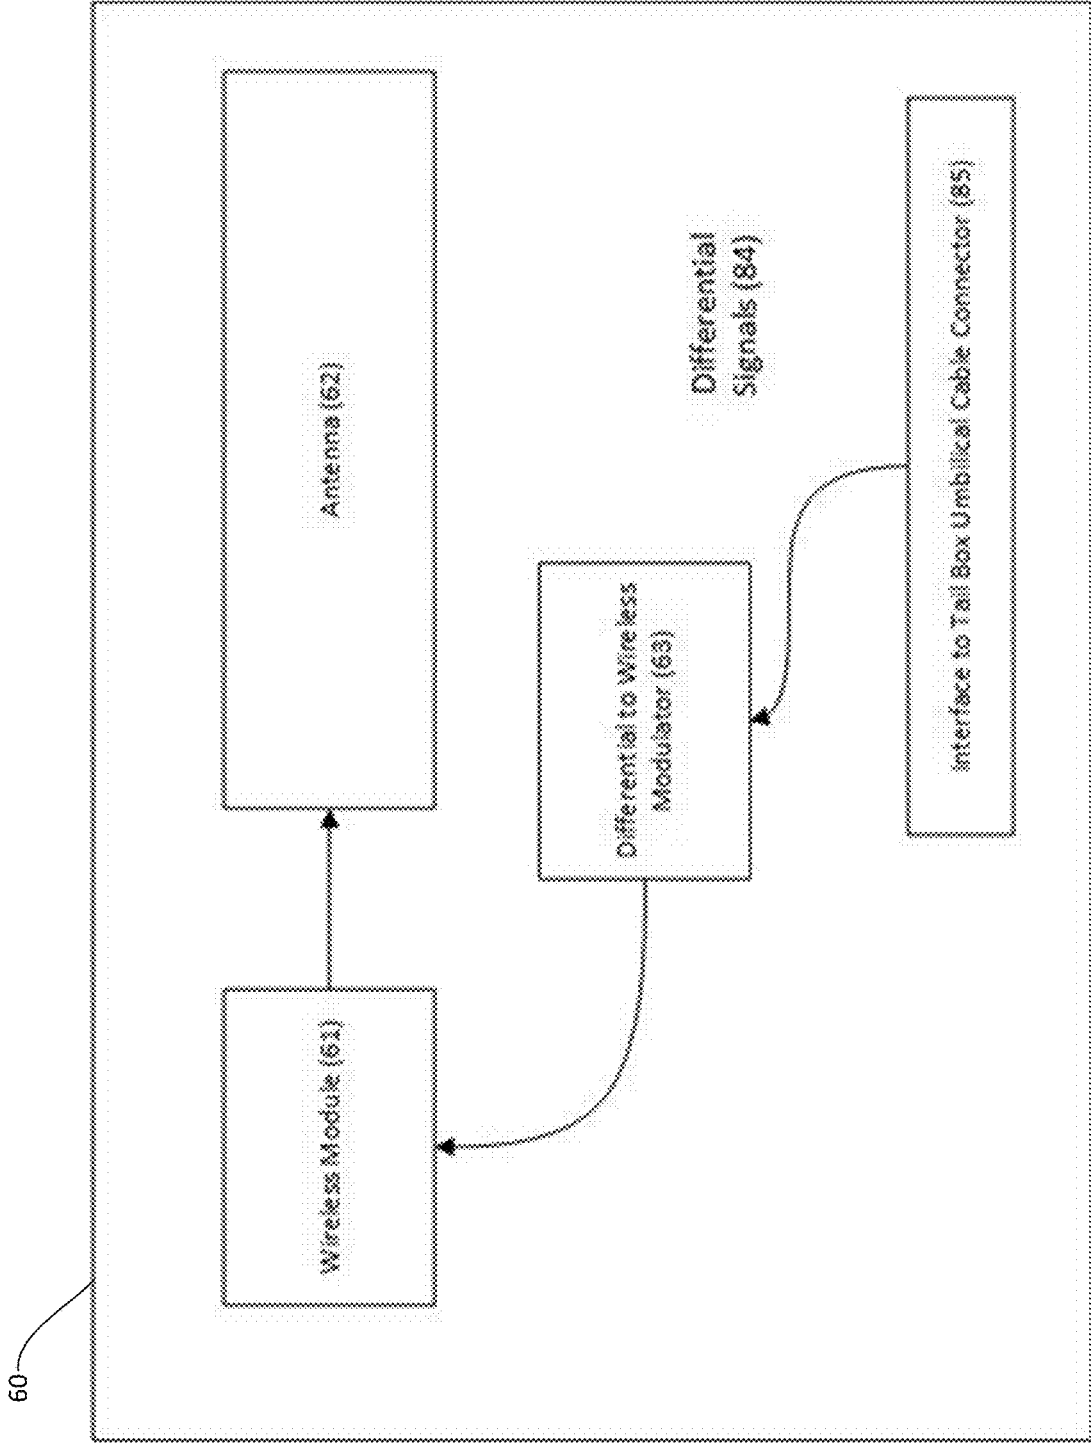 60
Wireless Module (61)
Antenna (62)
Differential to Wireless
Modulator (63)
Differential
Signals (84)
Interface to Tail Box Umbilical Cable Connector (85)